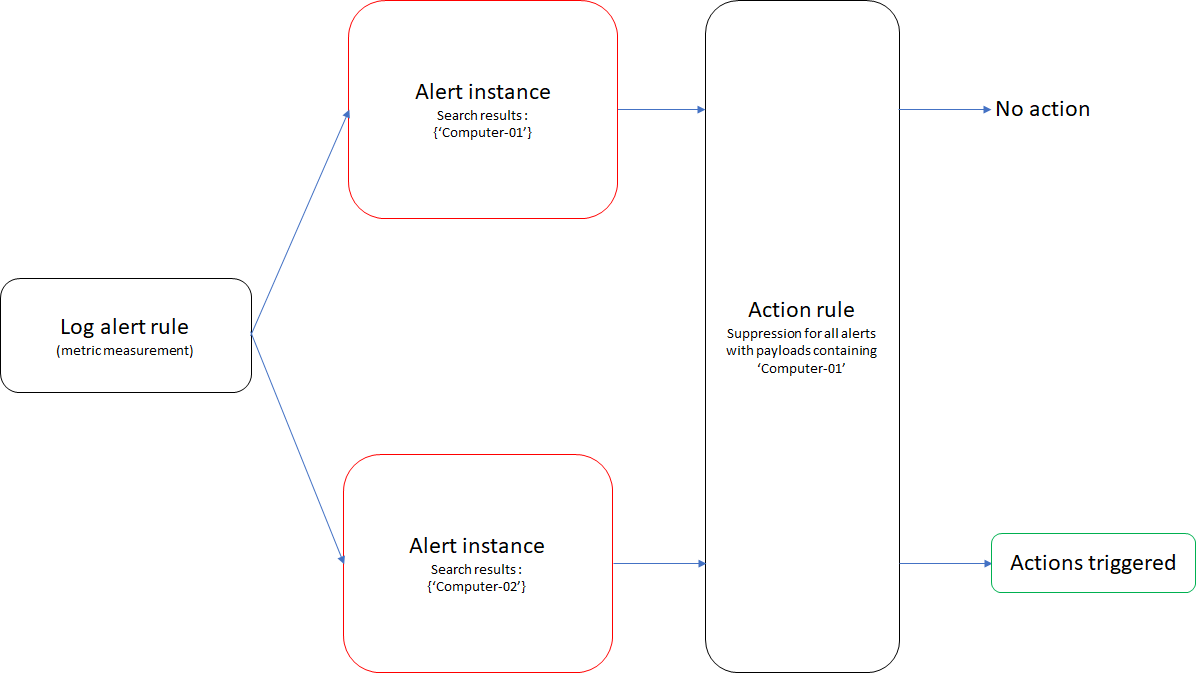 Alert instance
Search results :
{‘Computer-01’}
No action
Log alert rule
(metric measurement)
Action rule
Suppression for all alerts
with payloads containing
‘Computer-01’
Alert instance
Search results :
{‘Computer-02’}
Actions triggered